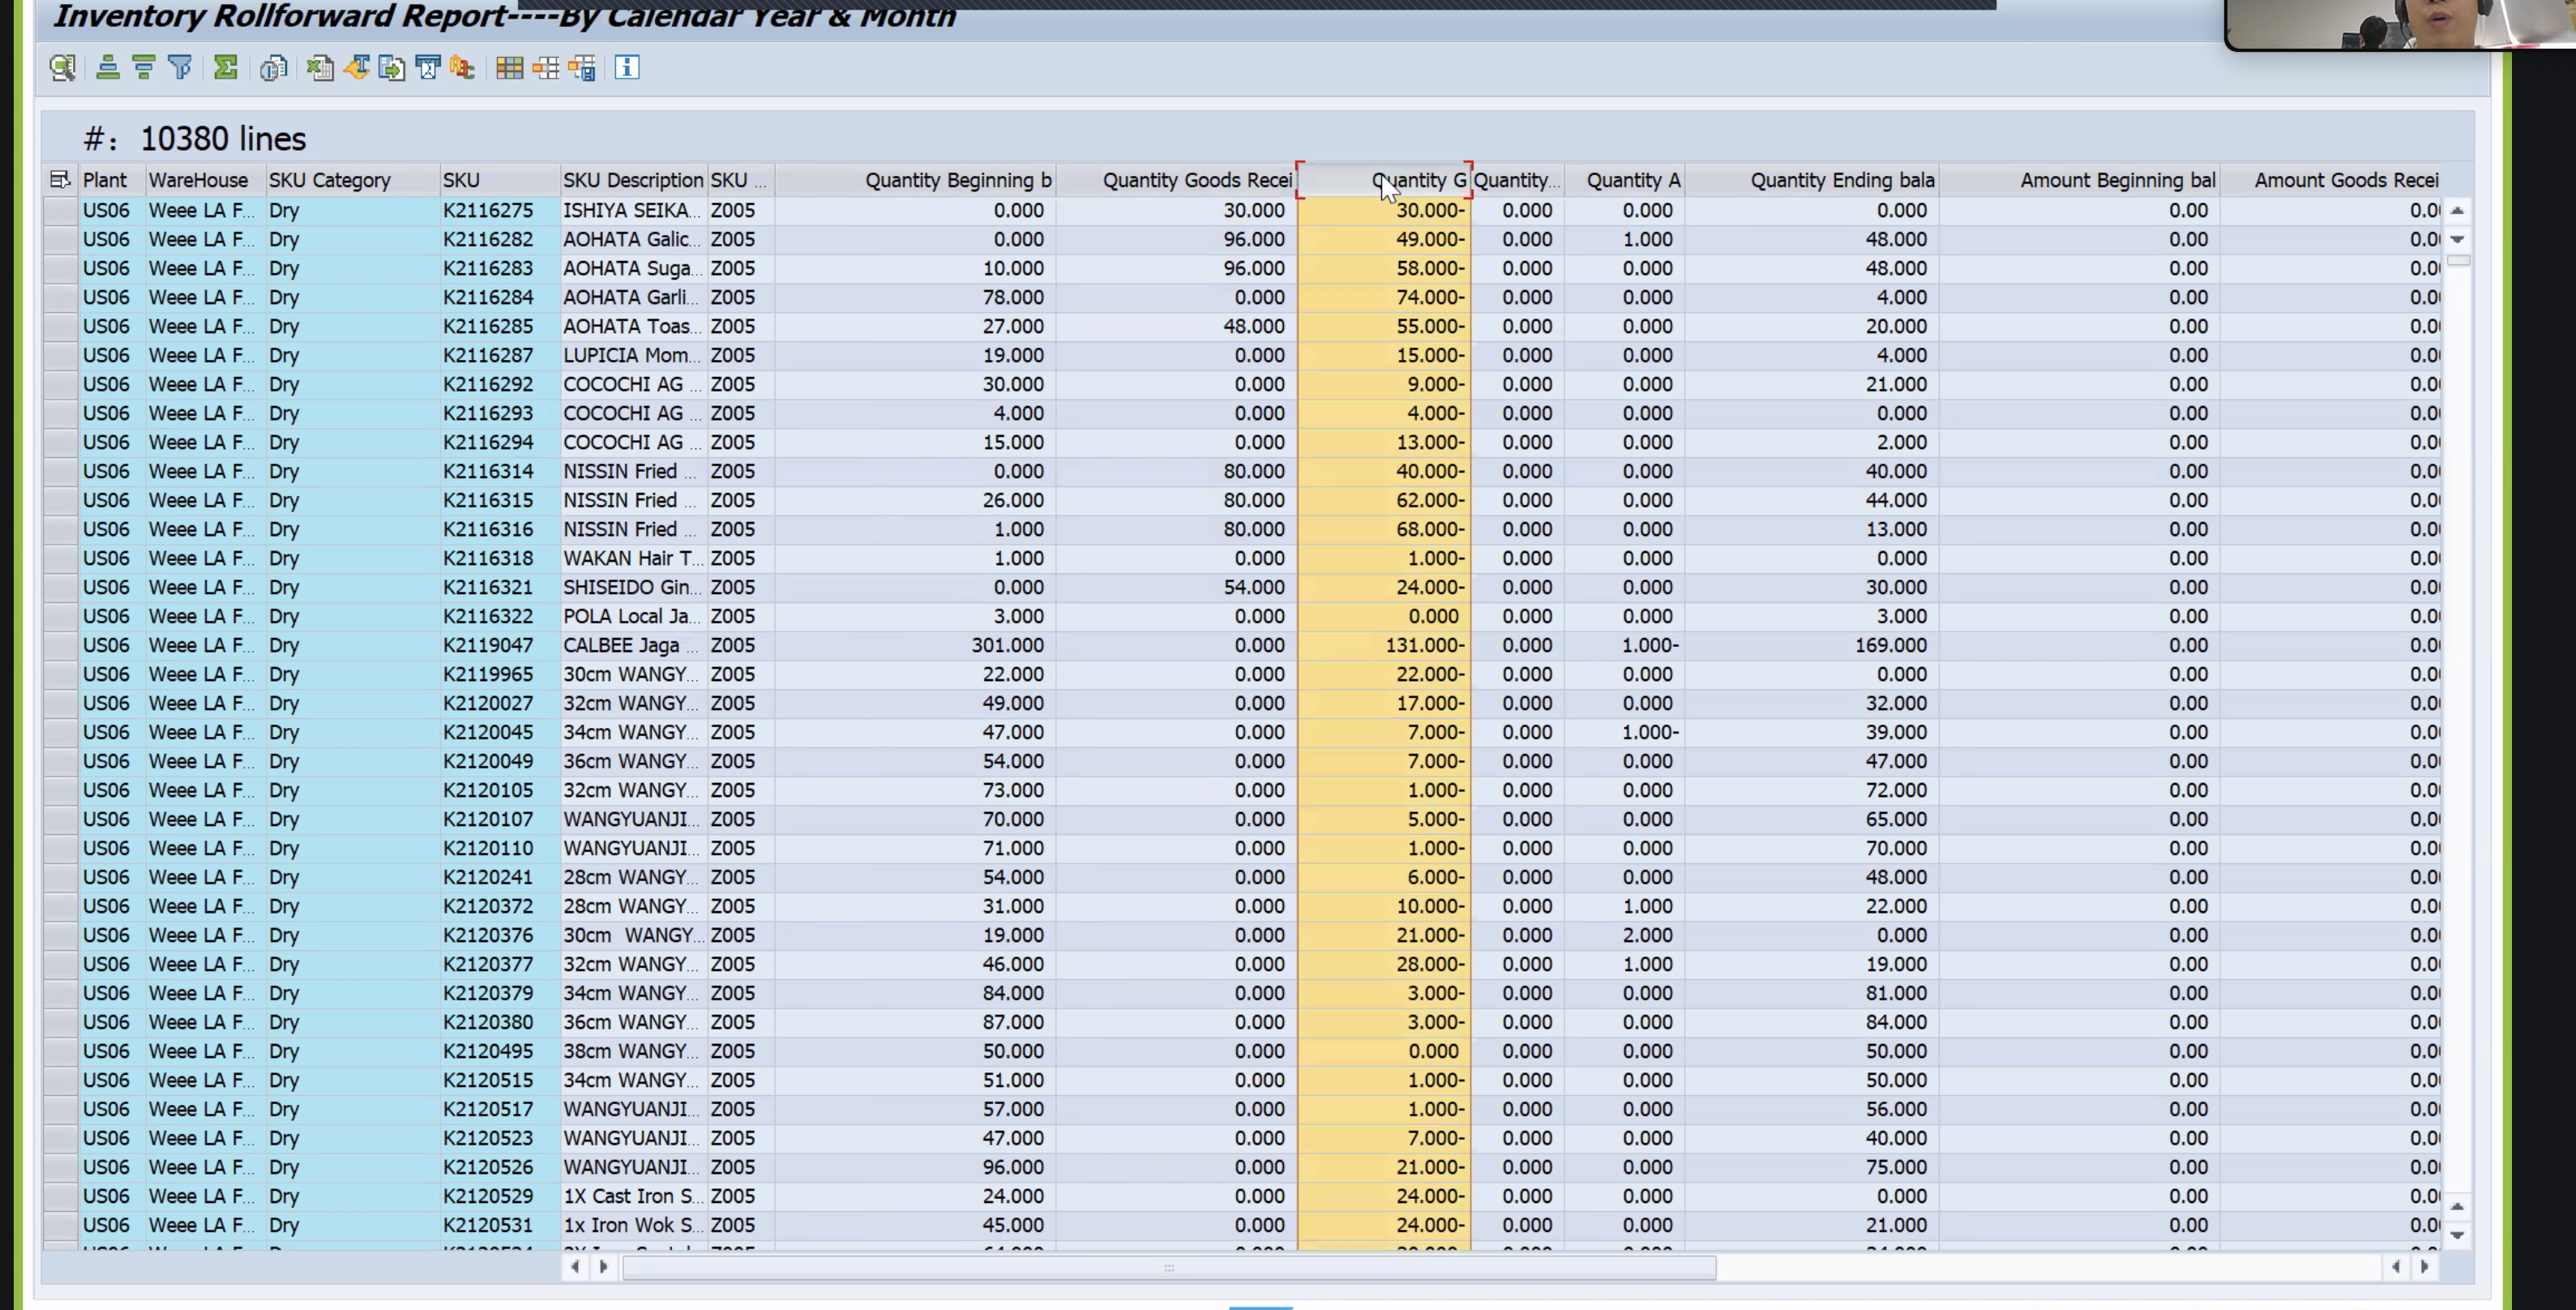 Inventory Rollforward Report----By Calendar Year & Month
#: 10380 lines
Plant WareHouse SKU Category SKU SKU Description SKU ... Quantity Beginning b Quantity Goods Recei Quantity G Quantity... Quantity A Quantity Ending bala Amount Beginning bal Amount Goods Recei
US06 Weee LA F... Dry K2116275 ISHIYA SEIKA... Z005 0.000 30.000 30.000- 0.000 0.000 0.000 0.00 0.0
US06 Weee LA F... Dry K2116282 AOHATA Galic... Z005 0.000 96.000 49.000- 0.000 1.000 48.000 0.00 0.0
US06 Weee LA F... Dry K2116283 AOHATA Suga... Z005 10.000 96.000 58.000- 0.000 0.000 48.000 0.00 0.0
US06 Weee LA F... Dry K2116284 AOHATA Garli... Z005 78.000 0.000 74.000- 0.000 0.000 4.000 0.00 0.0
US06 Weee LA F... Dry K2116285 AOHATA Toas... Z005 27.000 48.000 55.000- 0.000 0.000 20.000 0.00 0.0
US06 Weee LA F... Dry K2116287 LUPICIA Mom... Z005 19.000 0.000 15.000- 0.000 0.000 4.000 0.00 0.0
US06 Weee LA F... Dry K2116292 COCOCHI AG ... Z005 30.000 0.000 9.000- 0.000 0.000 21.000 0.00 0.0
US06 Weee LA F... Dry K2116293 COCOCHI AG ... Z005 4.000 0.000 4.000- 0.000 0.000 0.000 0.00 0.0
US06 Weee LA F... Dry K2116294 COCOCHI AG ... Z005 15.000 0.000 13.000- 0.000 0.000 2.000 0.00 0.0
US06 Weee LA F... Dry K2116314 NISSIN Fried ... Z005 0.000 80.000 40.000- 0.000 0.000 40.000 0.00 0.0
US06 Weee LA F... Dry K2116315 NISSIN Fried ... Z005 26.000 80.000 62.000- 0.000 0.000 44.000 0.00 0.0
US06 Weee LA F... Dry K2116316 NISSIN Fried ... Z005 1.000 80.000 68.000- 0.000 0.000 13.000 0.00 0.0
US06 Weee LA F... Dry K2116318 WAKAN Hair T... Z005 1.000 0.000 1.000- 0.000 0.000 0.000 0.00 0.0
US06 Weee LA F... Dry K2116321 SHISEIDO Gin... Z005 0.000 54.000 24.000- 0.000 0.000 30.000 0.00 0.0
US06 Weee LA F... Dry K2116322 POLA Local Ja... Z005 3.000 0.000 0.000 0.000 0.000 3.000 0.00 0.0
US06 Weee LA F... Dry K2119047 CALBEE Jaga ... Z005 301.000 0.000 131.000- 0.000 1.000- 169.000 0.00 0.0
US06 Weee LA F... Dry K2119965 30cm WANGY... Z005 22.000 0.000 22.000- 0.000 0.000 0.000 0.00 0.0
US06 Weee LA F... Dry K2120027 32cm WANGY... Z005 49.000 0.000 17.000- 0.000 0.000 32.000 0.00 0.0
US06 Weee LA F... Dry K2120045 34cm WANGY... Z005 47.000 0.000 7.000- 0.000 1.000- 39.000 0.00 0.0
US06 Weee LA F... Dry K2120049 36cm WANGY... Z005 54.000 0.000 7.000- 0.000 0.000 47.000 0.00 0.0
US06 Weee LA F... Dry K2120105 32cm WANGY... Z005 73.000 0.000 1.000- 0.000 0.000 72.000 0.00 0.0
US06 Weee LA F... Dry K2120107 WANGYUANJI... Z005 70.000 0.000 5.000- 0.000 0.000 65.000 0.00 0.0
US06 Weee LA F... Dry K2120110 WANGYUANJI... Z005 71.000 0.000 1.000- 0.000 0.000 70.000 0.00 0.0
US06 Weee LA F... Dry K2120241 28cm WANGY... Z005 54.000 0.000 6.000- 0.000 0.000 48.000 0.00 0.0
US06 Weee LA F... Dry K2120372 28cm WANGY... Z005 31.000 0.000 10.000- 0.000 1.000 22.000 0.00 0.0
US06 Weee LA F... Dry K2120376 30cm WANGY... Z005 19.000 0.000 21.000- 0.000 2.000 0.000 0.00 0.0
US06 Weee LA F... Dry K2120377 32cm WANGY... Z005 46.000 0.000 28.000- 0.000 1.000 19.000 0.00 0.0
US06 Weee LA F... Dry K2120379 34cm WANGY... Z005 84.000 0.000 3.000- 0.000 0.000 81.000 0.00 0.0
US06 Weee LA F... Dry K2120380 36cm WANGY... Z005 87.000 0.000 3.000- 0.000 0.000 84.000 0.00 0.0
US06 Weee LA F... Dry K2120495 38cm WANGY... Z005 50.000 0.000 0.000 0.000 0.000 50.000 0.00 0.0
US06 Weee LA F... Dry K2120515 34cm WANGY... Z005 51.000 0.000 1.000- 0.000 0.000 50.000 0.00 0.0
US06 Weee LA F... Dry K2120517 WANGYUANJI... Z005 57.000 0.000 1.000- 0.000 0.000 56.000 0.00 0.0
US06 Weee LA F... Dry K2120523 WANGYUANJI... Z005 47.000 0.000 7.000- 0.000 0.000 40.000 0.00 0.0
US06 Weee LA F... Dry K2120526 WANGYUANJI... Z005 96.000 0.000 21.000- 0.000 0.000 75.000 0.00 0.0
US06 Weee LA F... Dry K2120529 1X Cast Iron S... Z005 24.000 0.000 24.000- 0.000 0.000 0.000 0.00 0.0
US06 Weee LA F... Dry K2120531 1x Iron Wok S... Z005 45.000 0.000 24.000- 0.000 0.000 21.000 0.00 0.0